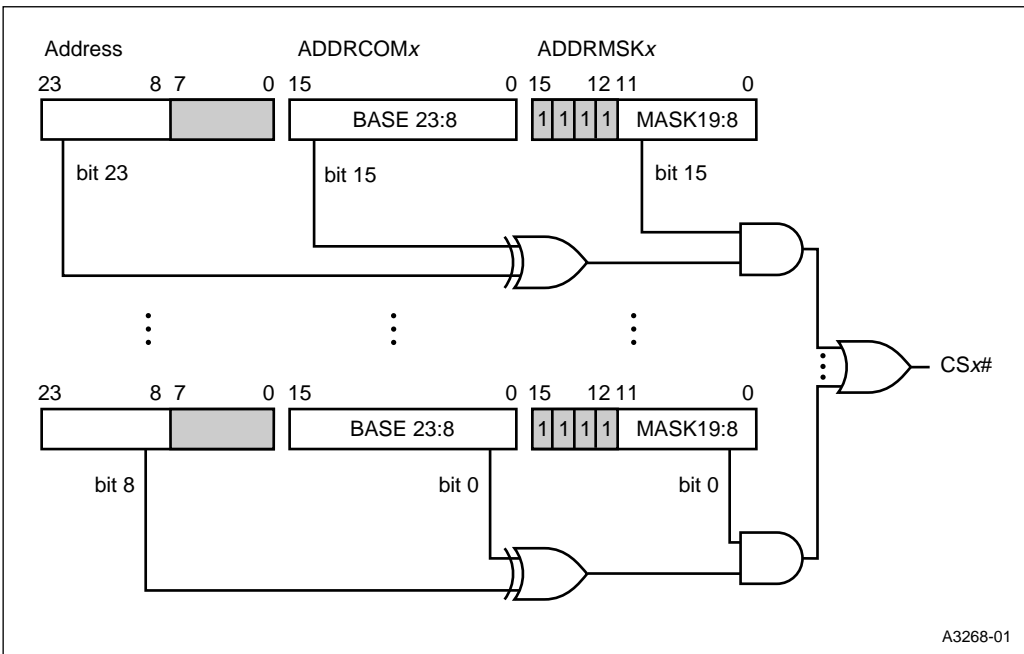 Address ADDRCOMx ADDRMSKx
23 8 7 0 15 0 15 12 11 0
BASE 23:8 1 1 1 1 MASK19:8
bit 23 bit 15 bit 15
CSx#
23 8 7 0 15 0 15 12 11 0
BASE 23:8 1 1 1 1 MASK19:8
bit 8 bit 0 bit 0
A3268-01